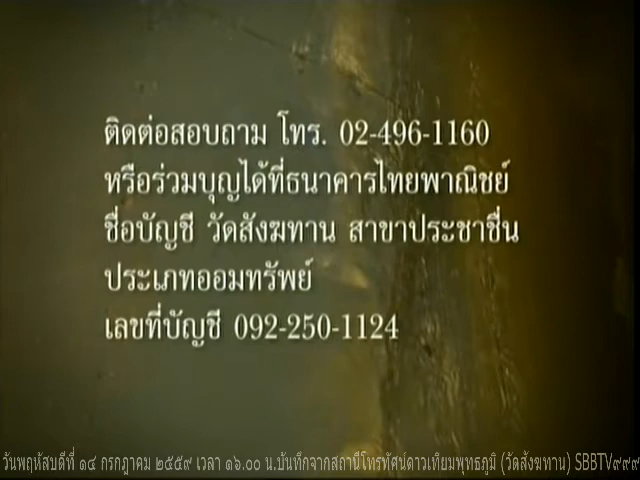 ติดต่อสอบถาม โทร. 02-496-1160
หรือร่วมบุญได้ที่ธนาคารไทยพาณิชย์
ชื่อบัญชี วัดสังฆทาน สาขาประชาชื่น
ประเภทออมทรัพย์
เลขที่บัญชี 092-250-1124
วันพฤหัสบดีที่ ๑๔ กรกฎาคม ๒๕๕๙ เวลา ๑๖.๐๐ น.บันทึกจากสถานีโทรทัศน์ดาวเทียมพุทธภูมิ (วัดสังฆทาน) SBBTV๙๙๙